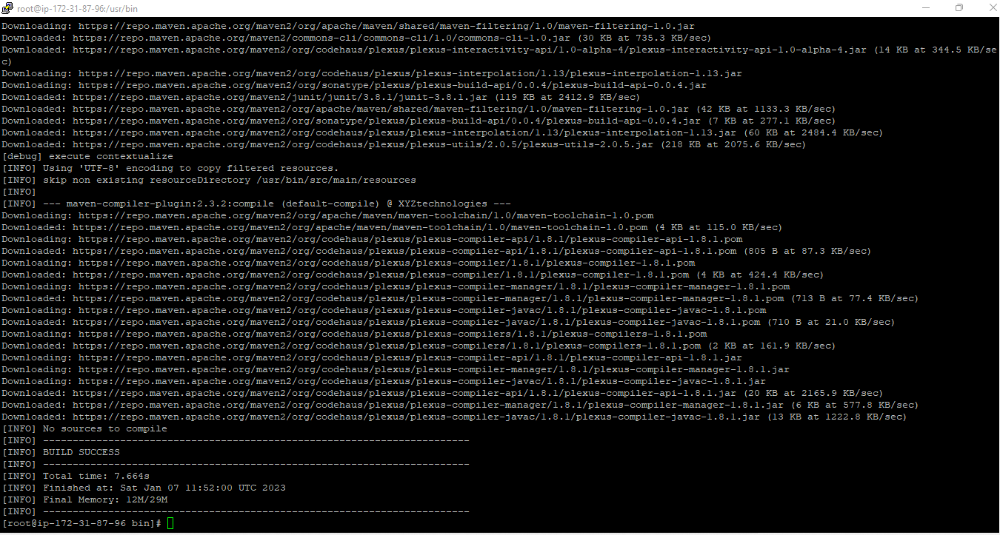 root@ip-172-31-87-96:/usr/bin
Downloading: https://repo.maven.apache.org/maven2/org/apache/maven/shared/maven-filtering/1.0/maven-filtering-1.0.jar
Downloaded: https://repo.maven.apache.org/maven2/commons-cli/commons-cli/1.0/commons-cli-1.0.jar (30 KB at 735.3 KB/sec)
Downloaded: https://repo.maven.apache.org/maven2/org/codehaus/plexus/plexus-interactivity-api/1.0-alpha-4/plexus-interactivity-api-1.0-alpha-4.jar (14 KB at 344.5 KB/se
c)
Downloading: https://repo.maven.apache.org/maven2/org/codehaus/plexus/plexus-interpolation/1.13/plexus-interpolation-1.13.jar
Downloading: https://repo.maven.apache.org/maven2/org/sonatype/plexus/plexus-build-api/0.0.4/plexus-build-api-0.0.4.jar
Downloaded: https://repo.maven.apache.org/maven2/junit/junit/3.8.1/junit-3.8.1.jar (119 KB at 2412.9 KB/sec)
Downloaded: https://repo.maven.apache.org/maven2/org/apache/maven/shared/maven-filtering/1.0/maven-filtering-1.0.jar (42 KB at 1133.3 KB/sec)
Downloaded: https://repo.maven.apache.org/maven2/org/sonatype/plexus/plexus-build-api/0.0.4/plexus-build-api-0.0.4.jar (7 KB at 277.1 KB/sec)
Downloaded: https://repo.maven.apache.org/maven2/org/codehaus/plexus/plexus-interpolation/1.13/plexus-interpolation-1.13.jar (60 KB at 2484.4 KB/sec)
Downloaded: https://repo.maven.apache.org/maven2/org/codehaus/plexus/plexus-utils/2.0.5/plexus-utils-2.0.5.jar (218 KB at 2075.6 KB/sec)
[debug] execute contextualize
[INFO] Using 'UTF-8' encoding to copy filtered resources.
[INFO] skip non existing resourceDirectory /usr/bin/src/main/resources
[INFO]
[INFO] --- maven-compiler-plugin:2.3.2:compile (default-compile) @ XYZtechnologies ---
Downloading: https://repo.maven.apache.org/maven2/org/apache/maven/maven-toolchain/1.0/maven-toolchain-1.0.pom
Downloaded: https://repo.maven.apache.org/maven2/org/apache/maven/maven-toolchain/1.0/maven-toolchain-1.0.pom (4 KB at 115.0 KB/sec)
Downloading: https://repo.maven.apache.org/maven2/org/codehaus/plexus/plexus-compiler-api/1.8.1/plexus-compiler-api-1.8.1.pom
Downloaded: https://repo.maven.apache.org/maven2/org/codehaus/plexus/plexus-compiler-api/1.8.1/plexus-compiler-api-1.8.1.pom (805 B at 87.3 KB/sec)
Downloading: https://repo.maven.apache.org/maven2/org/codehaus/plexus/plexus-compiler/1.8.1/plexus-compiler-1.8.1.pom
Downloaded: https://repo.maven.apache.org/maven2/org/codehaus/plexus/plexus-compiler/1.8.1/plexus-compiler-1.8.1.pom (4 KB at 424.4 KB/sec)
Downloading: https://repo.maven.apache.org/maven2/org/codehaus/plexus/plexus-compiler-manager/1.8.1/plexus-compiler-manager-1.8.1.pom
Downloaded: https://repo.maven.apache.org/maven2/org/codehaus/plexus/plexus-compiler-manager/1.8.1/plexus-compiler-manager-1.8.1.pom (713 B at 77.4 KB/sec)
Downloading: https://repo.maven.apache.org/maven2/org/codehaus/plexus/plexus-compiler-javac/1.8.1/plexus-compiler-javac-1.8.1.pom
Downloaded: https://repo.maven.apache.org/maven2/org/codehaus/plexus/plexus-compiler-javac/1.8.1/plexus-compiler-javac-1.8.1.pom (710 B at 21.0 KB/sec)
Downloading: https://repo.maven.apache.org/maven2/org/codehaus/plexus/plexus-compilers/1.8.1/plexus-compilers-1.8.1.pom
Downloaded: https://repo.maven.apache.org/maven2/org/codehaus/plexus/plexus-compilers/1.8.1/plexus-compilers-1.8.1.pom (2 KB at 161.9 KB/sec)
Downloading: https://repo.maven.apache.org/maven2/org/codehaus/plexus/plexus-compiler-api/1.8.1/plexus-compiler-api-1.8.1.jar
Downloading: https://repo.maven.apache.org/maven2/org/codehaus/plexus/plexus-compiler-manager/1.8.1/plexus-compiler-manager-1.8.1.jar
Downloading: https://repo.maven.apache.org/maven2/org/codehaus/plexus/plexus-compiler-javac/1.8.1/plexus-compiler-javac-1.8.1.jar
Downloaded: https://repo.maven.apache.org/maven2/org/codehaus/plexus/plexus-compiler-api/1.8.1/plexus-compiler-api-1.8.1.jar (20 KB at 2165.9 KB/sec)
Downloaded: https://repo.maven.apache.org/maven2/org/codehaus/plexus/plexus-compiler-manager/1.8.1/plexus-compiler-manager-1.8.1.jar (6 KB at 577.8 KB/sec)
Downloaded: https://repo.maven.apache.org/maven2/org/codehaus/plexus/plexus-compiler-javac/1.8.1/plexus-compiler-javac-1.8.1.jar (13 KB at 1222.8 KB/sec)
[INFO] No sources to compile
[INFO] ------------------------------------------------------------------------
[INFO] BUILD SUCCESS
[INFO] ------------------------------------------------------------------------
[INFO] Total time: 7.664s
[INFO] Finished at: Sat Jan 07 11:52:00 UTC 2023
[INFO] Final Memory: 12M/29M
[INFO] ------------------------------------------------------------------------
[root@ip-172-31-87-96 bin]#